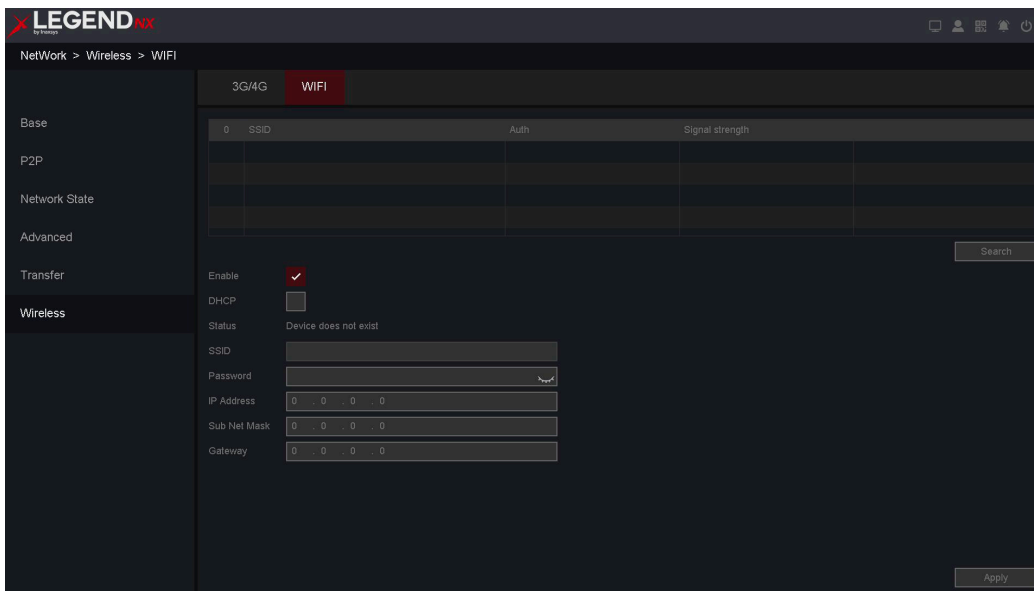 LEGEND NX
by Inaxsys
NetWork > Wireless > WIFI
3G/4G WIFI
Base
P2P
Network State
Advanced
Transfer
Wireless
0 SSID Auth Signal strength
Search
Enable
DHCP
Status Device does not exist
SSID
Password
IP Address 0 . 0 . 0 . 0
Sub Net Mask 0 . 0 . 0 . 0
Gateway 0 . 0 . 0 . 0
Apply